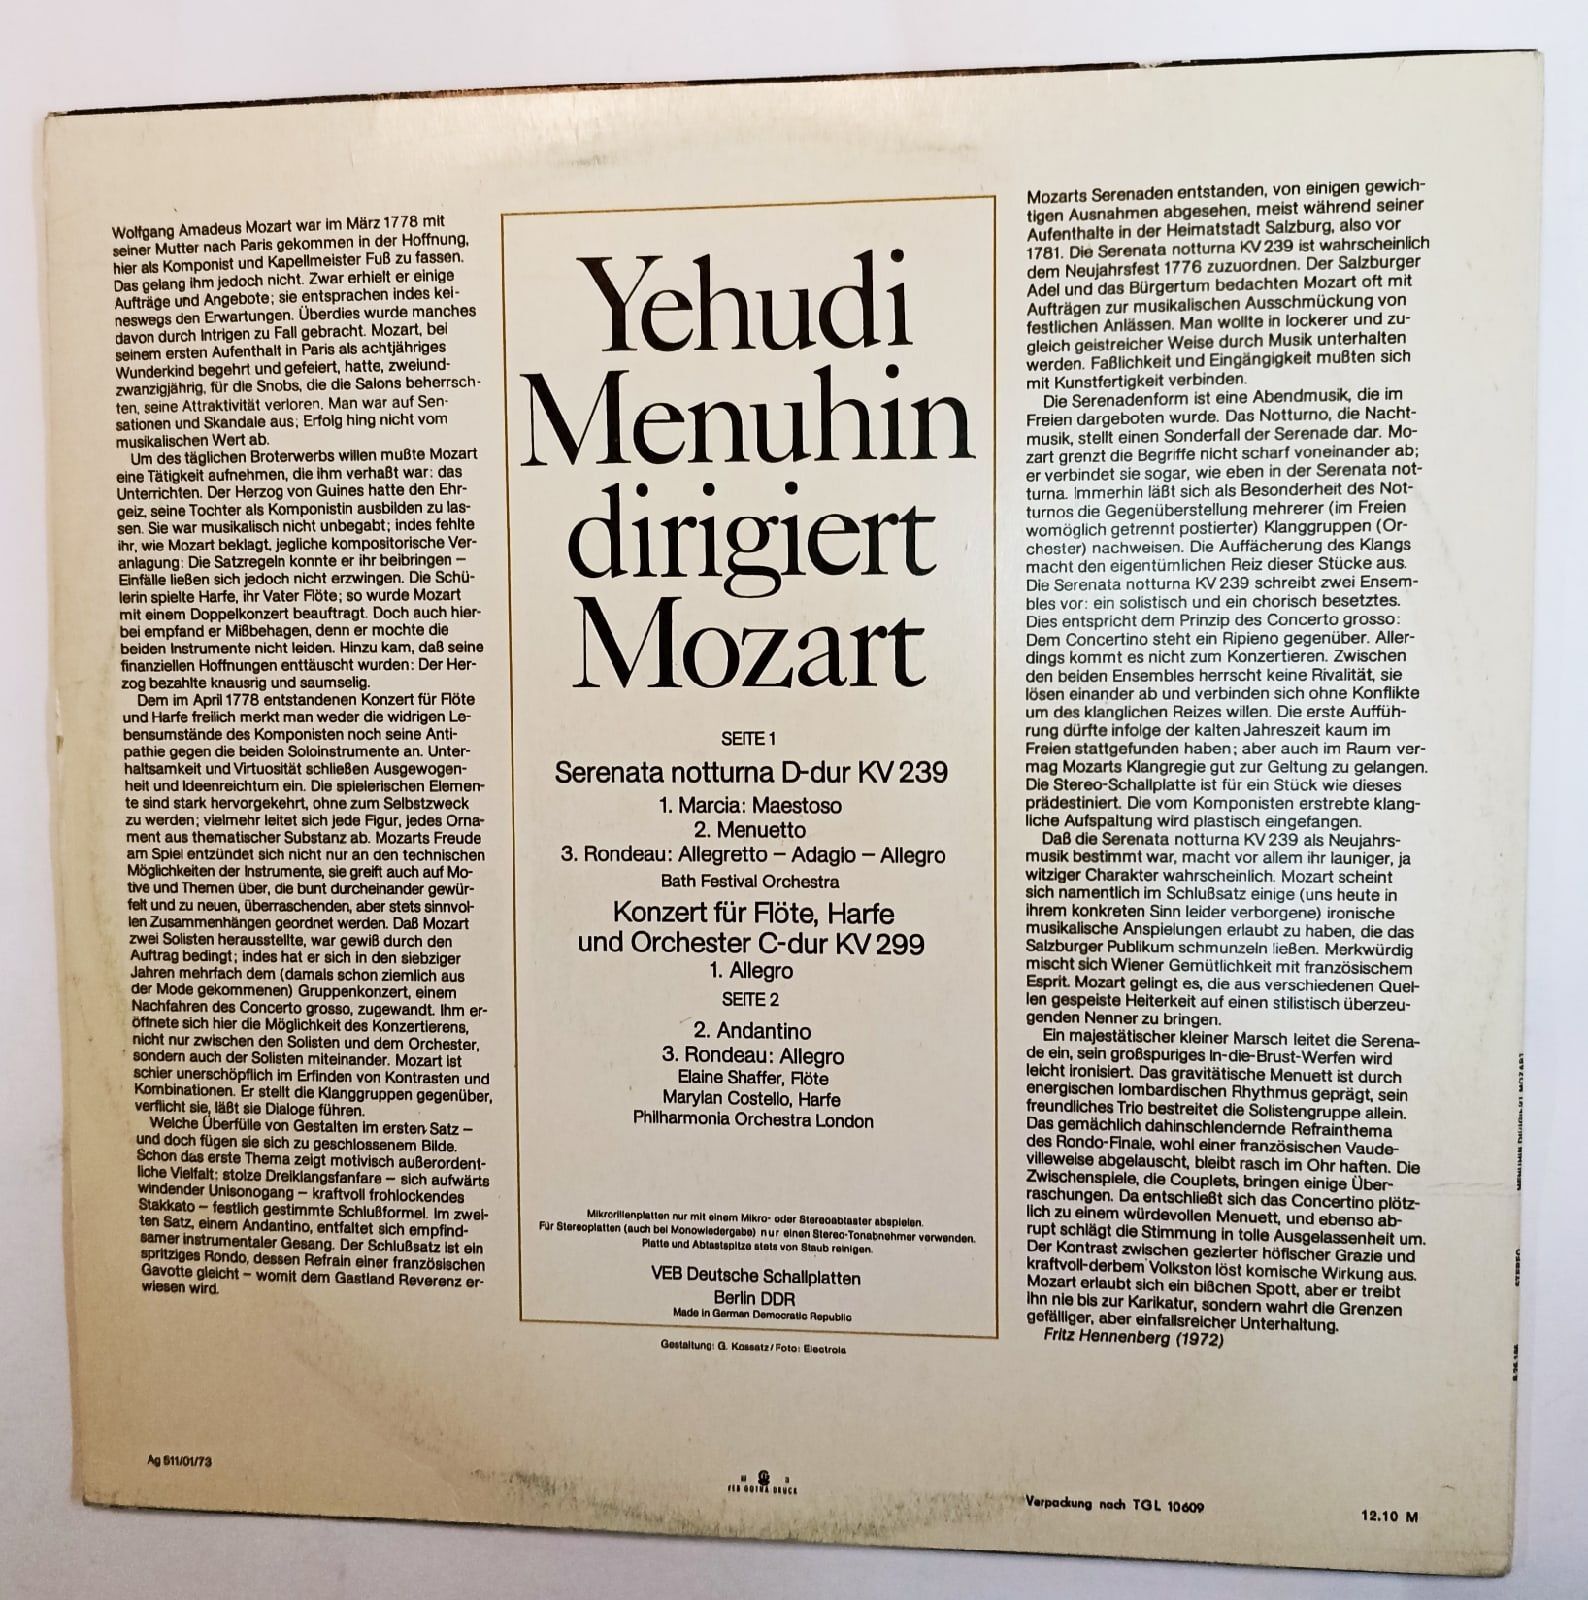 Wolfgang Amadeus Mozart war im März 1778 mit
seiner Mutter nach Paris gekommen in der Hoffnung,
hier als Komponist und Kapellmeister Fuß zu fassen.
Das gelang ihm jedoch nicht. Zwar erhielt er einige
Aufträge und Angebote; sie entsprachen indes kei-
neswegs den Erwartungen. Überdies wurde manches
davon durch Intrigen zu Fall gebracht. Mozart, bei
seinem ersten Aufenthalt in Paris als achtjähriges
Wunderkind begehrt und gefeiert, hatte, zweiund-
zwanzigjährig, für die Snobs, die die Salons beherrsch-
ten, seine Attraktivität verloren. Man war auf Sen-
sationen und Skandale aus; Erfolg hing nicht vom
musikalischen Wert ab.
Um des täglichen Broterwerbs willen mußte Mozart
eine Tätigkeit aufnehmen, die ihm verhaßt war: das
Unterrichten. Der Herzog von Guines hatte den Ehr-
geiz, seine Tochter als Komponistin ausbilden zu las-
sen. Sie war musikalisch nicht unbegabt; indes fehlte
ihr, wie Mozart beklagt, jegliche kompositorische Ver-
anlagung: Die Satzregeln konnte er ihr beibringen –
Einfälle ließen sich jedoch nicht erzwingen. Die Schü-
lerin spielte Harfe, ihr Vater Flöte; so wurde Mozart
mit einem Doppelkonzert beauftragt. Doch auch hier-
bei empfand er Mißbehagen, denn er mochte die
beiden Instrumente nicht leiden. Hinzu kam, daß seine
finanziellen Hoffnungen enttäuscht wurden: Der Her-
zog bezahlte knausrig und saumselig.
Dem im April 1778 entstandenen Konzert für Flöte
und Harfe freilich merkt man weder die widrigen Le-
bensumstände des Komponisten noch seine Anti-
pathie gegen die beiden Soloinstrumente an. Unter-
haltsamkeit und Virtuosität schließen Ausgewogen-
heit und Ideenreichtum ein. Die spielerischen Elemen-
te sind stark hervorgekehrt, ohne zum Selbstzweck
zu werden; vielmehr leitet sich jede Figur, jedes Orna-
ment aus thematischer Substanz ab. Mozarts Freude
am Spiel entzündet sich nicht nur an den technischen
Möglichkeiten der Instrumente, sie greift auch auf Mo-
tive und Themen über, die bunt durcheinander gewür-
felt und zu neuen, überraschenden, aber stets sinnvol-
len Zusammenhängen geordnet werden. Daß Mozart
zwei Solisten herausstellte, war gewiß durch den
Auftrag bedingt; indes hat er sich in den siebziger
Jahren mehrfach dem (damals schon ziemlich aus
der Mode gekommenen) Gruppenkonzert, einem
Nachfahren des Concerto grosso, zugewandt. Ihm er-
öffnete sich hier die Möglichkeit des Konzertierens,
nicht nur zwischen den Solisten und dem Orchester,
sondern auch der Solisten miteinander. Mozart ist
schier unerschöpflich im Erfinden von Kontrasten und
Kombinationen. Er stellt die Klanggruppen gegenüber,
verflicht sie, läßt sie Dialoge führen.
Welche Überfülle von Gestalten im ersten Satz –
und doch fügen sie sich zu geschlossenem Bilde.
Schon das erste Thema zeigt motivisch außerordent-
liche Vielfalt: stolze Dreiklangsfanfare – sich aufwärts
windender Unisonogang – kraftvoll frohlockendes
Stakkato – festlich gestimmte Schlußformel. Im zwei-
ten Satz, einem Andantino, entfaltet sich empfind-
samer instrumentaler Gesang. Der Schlußsatz ist ein
spritziges Rondo, dessen Refrain einer französischen
Gavotte gleicht – womit dem Gastland Reverenz er-
wiesen wird.
Yehudi
Menuhin
dirigiert
Mozart
SEITE 1
Serenata notturna D-dur KV 239
1. Marcia: Maestoso
2. Menuetto
3. Rondeau: Allegretto – Adagio – Allegro
Bath Festival Orchestra
Konzert für Flöte, Harfe
und Orchester C-dur KV 299
1. Allegro
SEITE 2
2. Andantino
3. Rondeau: Allegro
Elaine Shaffer, Flöte
Marylan Costello, Harfe
Philharmonia Orchestra London
Mikrorillenplatten nur mit einem Mikro- oder Stereoabtaster abspielen.
Für Stereoplatten (auch bei Monowiedergabe) nur einen Stereo-Tonabnehmer verwenden.
Platte und Abtastspitze stets von Staub reinigen.
VEB Deutsche Schallplatten
Berlin DDR
Made in German Democratic Republic
Gestaltung: G. Kossatz / Foto: Electrola
Mozarts Serenaden entstanden, von einigen gewich-
tigen Ausnahmen abgesehen, meist während seiner
Aufenthalte in der Heimatstadt Salzburg, also vor
1781. Die Serenata notturna KV 239 ist wahrscheinlich
dem Neujahrsfest 1776 zuzuordnen. Der Salzburger
Adel und das Bürgertum bedachten Mozart oft mit
Aufträgen zur musikalischen Ausschmückung von
festlichen Anlässen. Man wollte in lockerer und zu-
gleich geistreicher Weise durch Musik unterhalten
werden. Faßlichkeit und Eingängigkeit mußten sich
mit Kunstfertigkeit verbinden.
Die Serenadenform ist eine Abendmusik, die im
Freien dargeboten wurde. Das Notturno, die Nacht-
musik, stellt einen Sonderfall der Serenade dar. Mo-
zart grenzt die Begriffe nicht scharf voneinander ab;
er verbindet sie sogar, wie eben in der Serenata not-
turna. Immerhin läßt sich als Besonderheit des Not-
turnos die Gegenüberstellung mehrerer (im Freien
womöglich getrennt postierter) Klanggruppen (Or-
chester) nachweisen. Die Auffächerung des Klangs
macht den eigentümlichen Reiz dieser Stücke aus.
Die Serenata notturna KV 239 schreibt zwei Ensem-
bles vor: ein solistisch und ein chorisch besetztes.
Dies entspricht dem Prinzip des Concerto grosso:
Dem Concertino steht ein Ripieno gegenüber. Aller-
dings kommt es nicht zum Konzertieren. Zwischen
den beiden Ensembles herrscht keine Rivalität, sie
lösen einander ab und verbinden sich ohne Konflikte
um des klanglichen Reizes willen. Die erste Auffüh-
rung dürfte infolge der kalten Jahreszeit kaum im
Freien stattgefunden haben; aber auch im Raum ver-
mag Mozarts Klangregie gut zur Geltung zu gelangen.
Die Stereo-Schallplatte ist für ein Stück wie dieses
prädestiniert. Die vom Komponisten erstrebte klang-
liche Aufspaltung wird plastisch eingefangen.
Daß die Serenata notturna KV 239 als Neujahrs-
musik bestimmt war, macht vor allem ihr launiger, ja
witziger Charakter wahrscheinlich. Mozart scheint
sich namentlich im Schlußsatz einige (uns heute in
ihrem konkreten Sinn leider verborgene) ironische
musikalische Anspielungen erlaubt zu haben, die das
Salzburger Publikum schmunzeln ließen. Merkwürdig
mischt sich Wiener Gemütlichkeit mit französischem
Esprit. Mozart gelingt es, die aus verschiedenen Quel-
len gespeiste Heiterkeit auf einen stilistisch überzeu-
genden Nenner zu bringen.
Ein majestätischer kleiner Marsch leitet die Serena-
de ein, sein großspuriges In-die-Brust-Werfen wird
leicht ironisiert. Das gravitätische Menuett ist durch
energischen lombardischen Rhythmus geprägt, sein
freundliches Trio bestreitet die Solistengruppe allein.
Das gemächlich dahinschlendernde Refrainthema
des Rondo-Finale, wohl einer französischen Vaude-
villeweise abgelauscht, bleibt rasch im Ohr haften. Die
Zwischenspiele, die Couplets, bringen einige Über-
raschungen. Da entschließt sich das Concertino plötz-
lich zu einem würdevollen Menuett, und ebenso ab-
rupt schlägt die Stimmung in tolle Ausgelassenheit um.
Der Kontrast zwischen gezierter höfischer Grazie und
kraftvoll-derbem Volkston löst komische Wirkung aus.
Mozart erlaubt sich ein bißchen Spott, aber er treibt
ihn nie bis zur Karikatur, sondern wahrt die Grenzen
gefälliger, aber einfallsreicher Unterhaltung.
Fritz Hennenberg (1972)
Ag 511/01/73
VEB GOTHA DRUCK
Verpackung nach TGL 10609
12.10 M
MENUHIN DIRIGIERT MOZART
STEREO